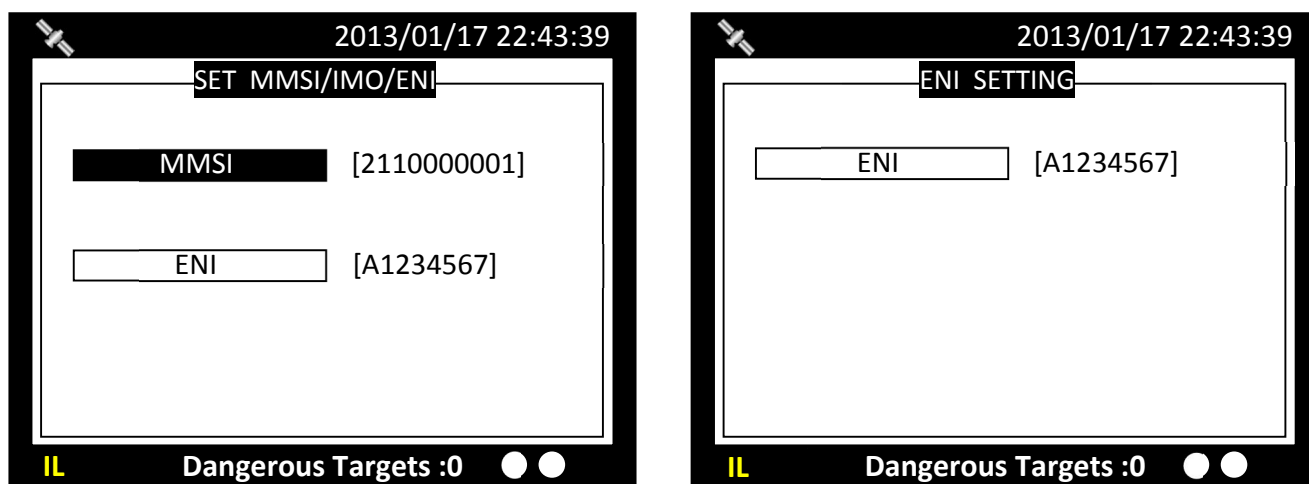 2013/01/17 22:43:39
SET MMSI/IMO/ENI
MMSI [2110000001]
ENI [A1234567]
IL Dangerous Targets :0
2013/01/17 22:43:39
ENI SETTING
ENI [A1234567]
IL Dangerous Targets :0